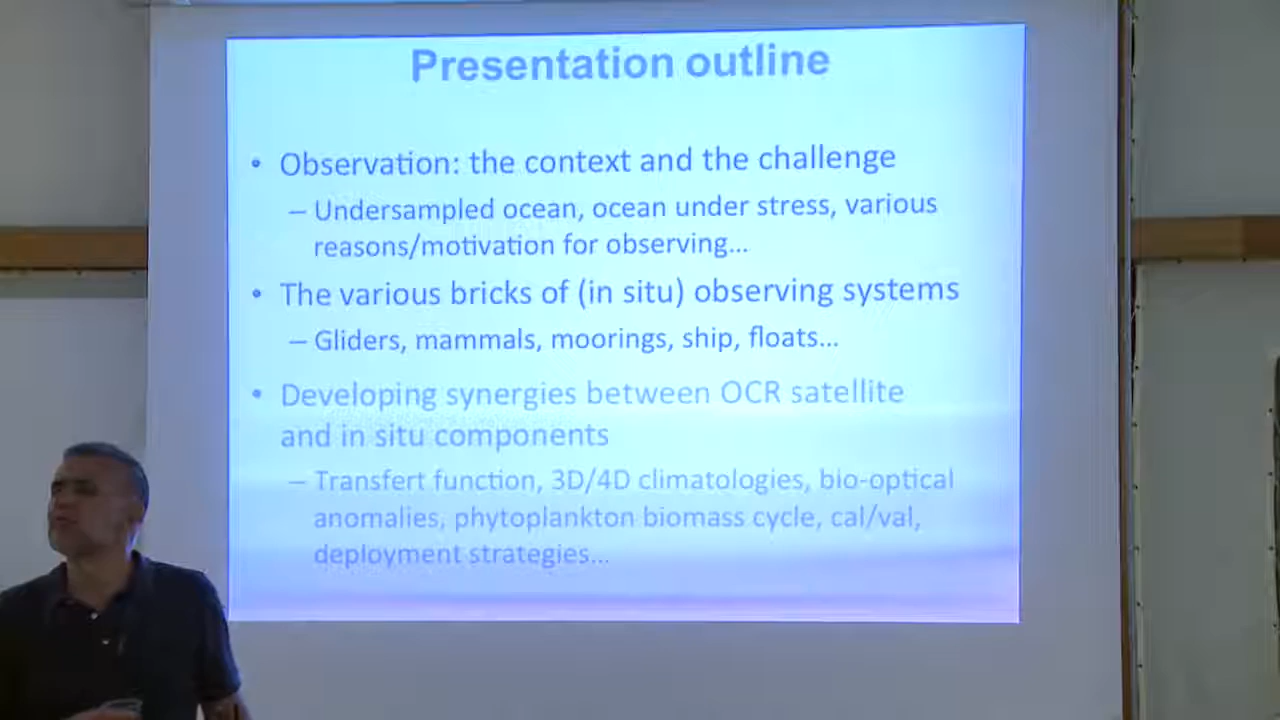 Presentation outline
• Observation: the context and the challenge
– Undersampled ocean, ocean under stress, various
reasons/motivation for observing...
• The various bricks of (in situ) observing systems
– Gliders, mammals, moorings, ship, floats...
• Developing synergies between OCR satellite
and in situ components
– Transfert function, 3D/4D climatologies, bio-optical
anomalies, phytoplankton biomass cycle, cal/val,
deployment strategies...